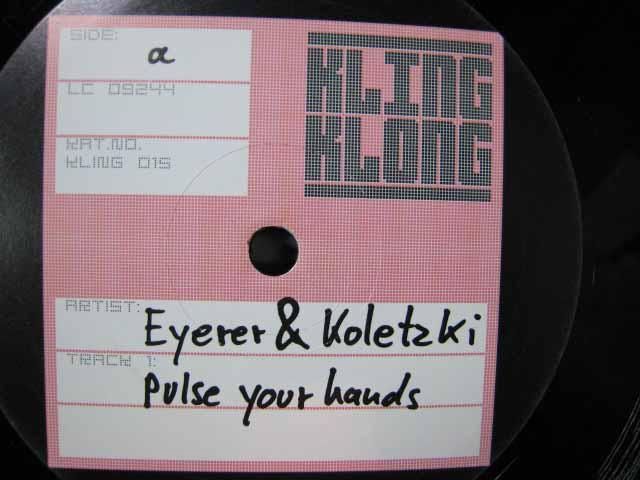 SIDE:
a
LC 09244
KAT.NO.
KLING 015
KLING
KLONG
ARTIST:
Eyerer & Koletzki
TRACK 1:
Pulse your hands